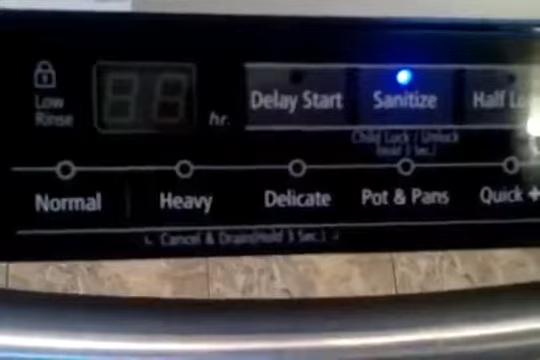 Low
Rinse
hr.
Delay Start
Sanitize
Half Lo
Child Lock / Unlock
(Hold 3 Sec.)
Normal
Heavy
Delicate
Pot & Pans
Quick +
Cancel & Drain(Hold 3 Sec.)